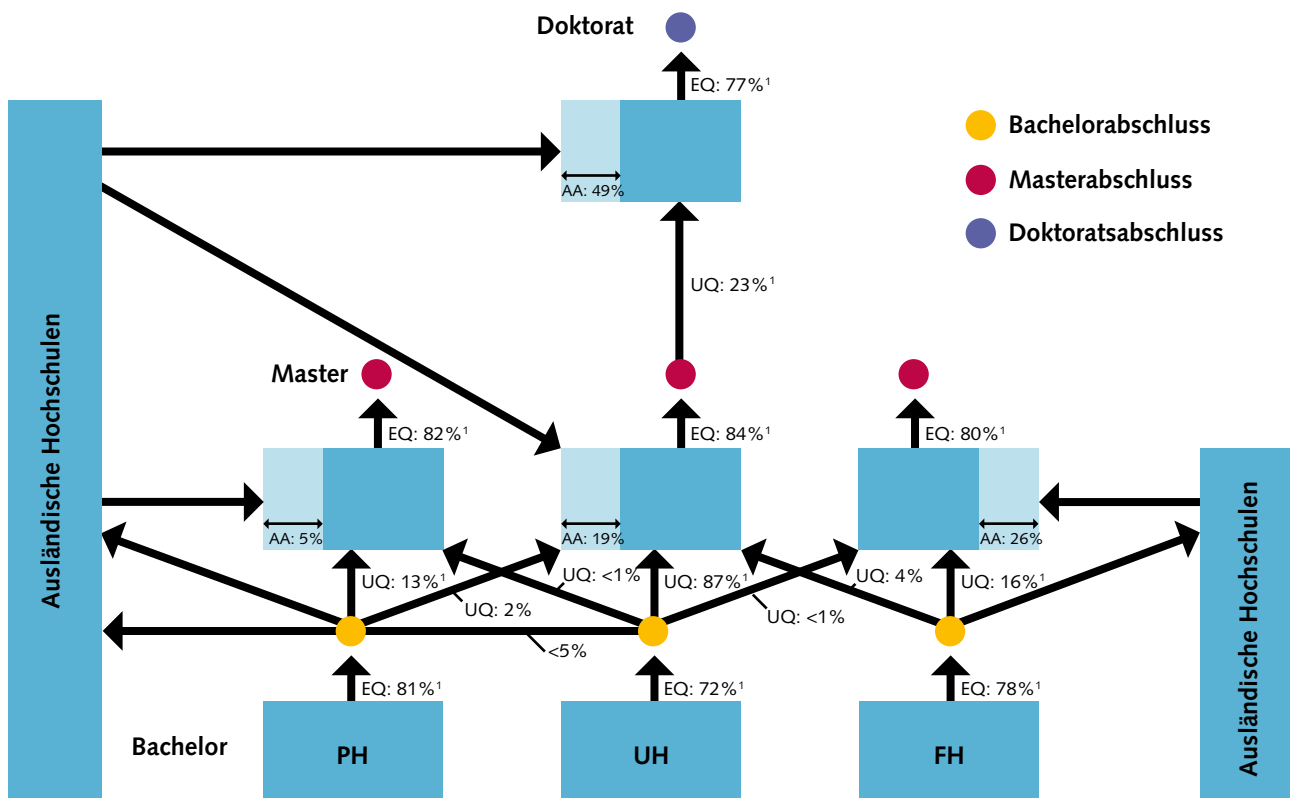 Doktorat
EQ: 77%¹
Bachelorabschluss
Masterabschluss
Doktoratsabschluss
AA: 49%
UQ: 23%¹
Ausländische Hochschulen
Master
EQ: 82%¹
EQ: 84%¹
EQ: 80%¹
Ausländische Hochschulen
AA: 5%
AA: 19%
AA: 26%
UQ: 13%¹
UQ: <1%
UQ: 87%¹
UQ: 4%
UQ: 16%¹
UQ: 2%
UQ: <1%
<5%
EQ: 81%¹
EQ: 72%¹
EQ: 78%¹
Bachelor
PH
UH
FH